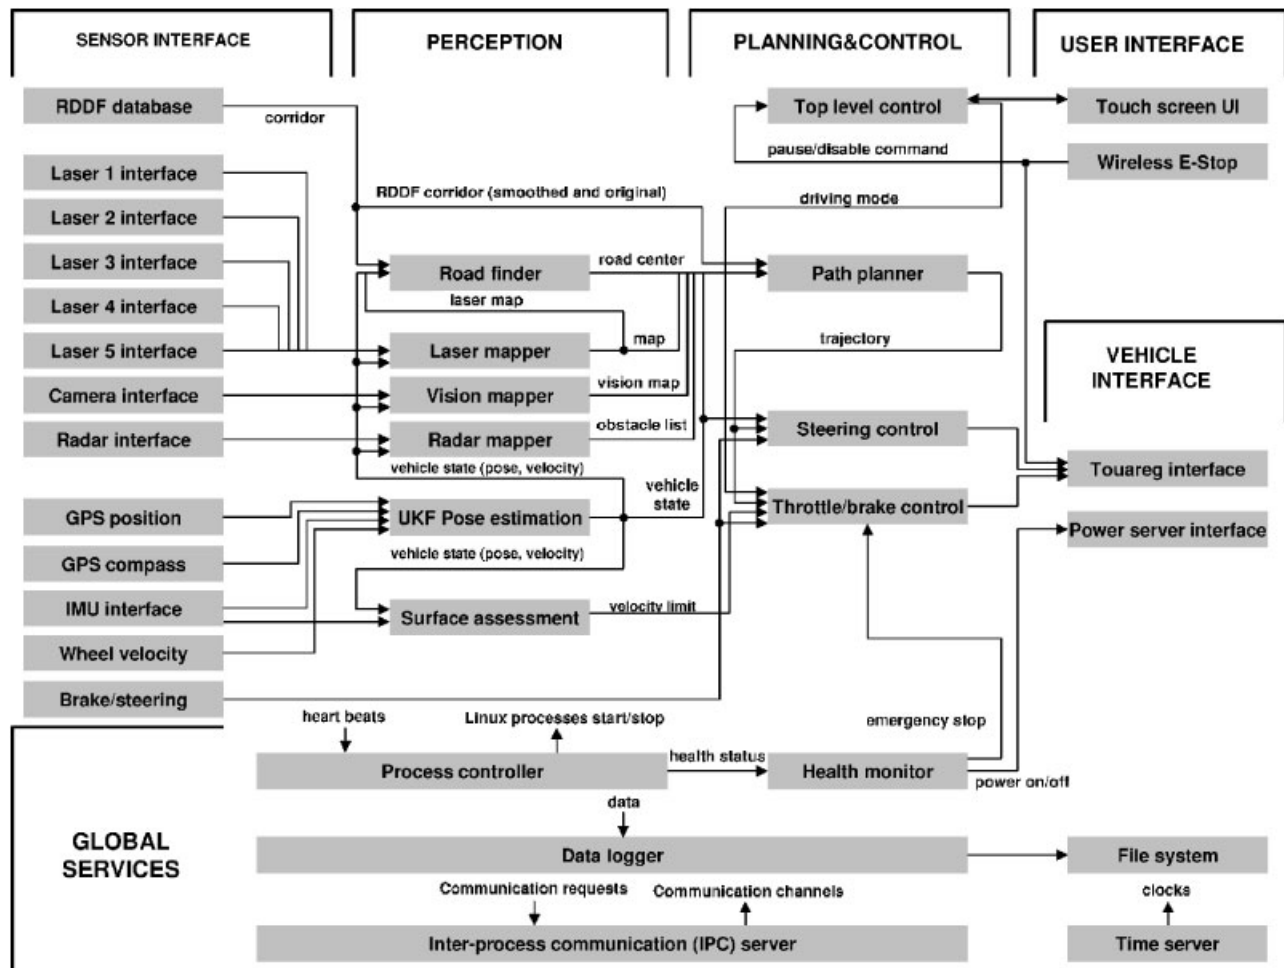 SENSOR INTERFACE
PERCEPTION
PLANNING&CONTROL
USER INTERFACE
RDDF database
corridor
Top level control
Touch screen UI
pause/disable command
Wireless E-Stop
Laser 1 interface
RDDF corridor (smoothed and original)
driving mode
Laser 2 interface
Laser 3 interface
Road finder
road center
Path planner
laser map
Laser 4 interface
Laser 5 interface
Laser mapper
map
trajectory
VEHICLE
INTERFACE
Camera interface
Vision mapper
vision map
Radar interface
Radar mapper
obstacle list
Steering control
vehicle state (pose, velocity)
vehicle
state
Touareg interface
GPS position
UKF Pose estimation
Throttle/brake control
Power server interface
vehicle state (pose, velocity)
GPS compass
IMU interface
Surface assessment
velocity limit
Wheel velocity
Brake/steering
heart beats
Linux processes start/stop
emergency stop
Process controller
health status
Health monitor
power on/off
data
GLOBAL
SERVICES
Data logger
File system
Communication requests
Communication channels
clocks
Inter-process communication (IPC) server
Time server